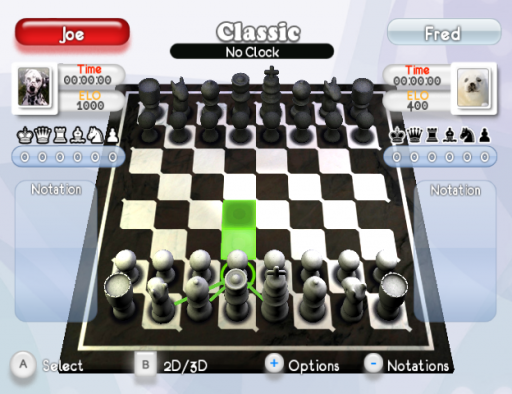 Joe
Classic
Fred
No Clock
Time
00:00:00
ELO
1000
Time
00:00:00
ELO
400
0 0 0 0 0 0
0 0 0 0 0 0
Notation
Notation
A Select
B 2D/3D
+ Options
- Notations